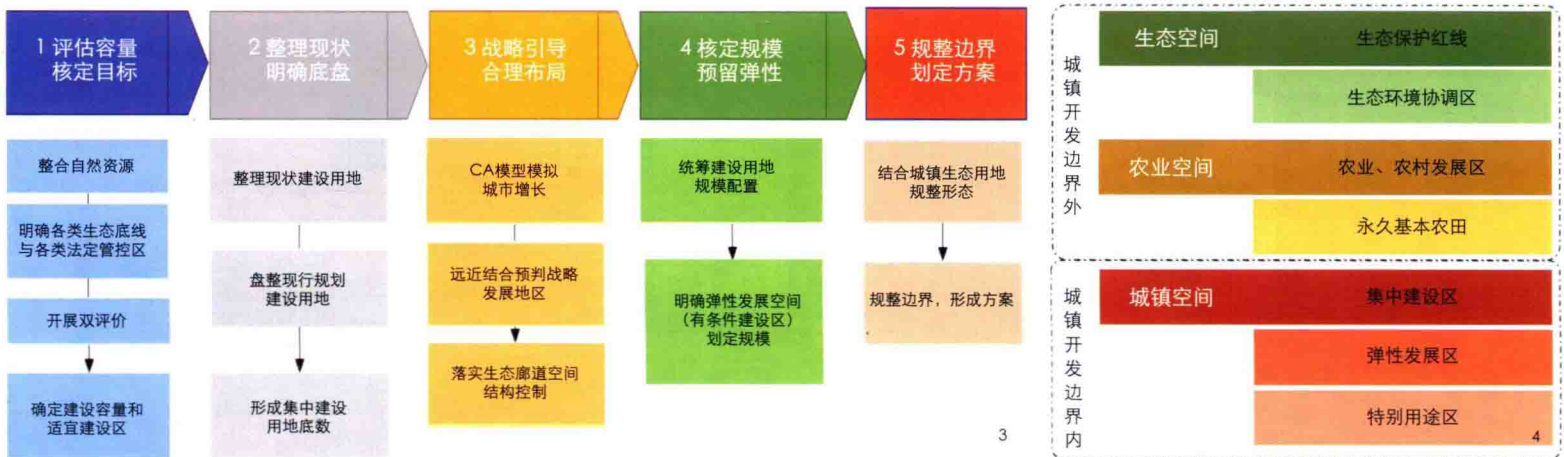 1 评估容量
核定目标
2 整理现状
明确底盘
3 战略引导
合理布局
4 核定规模
预留弹性
5 规整边界
划定方案
整合自然资源
明确各类生态底线
与各类法定管控区
开展双评价
确定建设容量和
适宜建设区
整理现状建设用地
盘整现行规划
建设用地
形成集中建设
用地底数
CA模型模拟
城市增长
远近结合预判战略
发展地区
落实生态廊道空间
结构控制
统筹建设用地
规模配置
明确弹性发展空间
（有条件建设区）
划定规模
结合城镇生态用地
规整形态
规整边界，形成方案
3
城镇开发边界外
生态空间
生态保护红线
生态环境协调区
农业空间
农业、农村发展区
永久基本农田
城镇开发边界内
城镇空间
集中建设区
弹性发展区
特别用途区
4